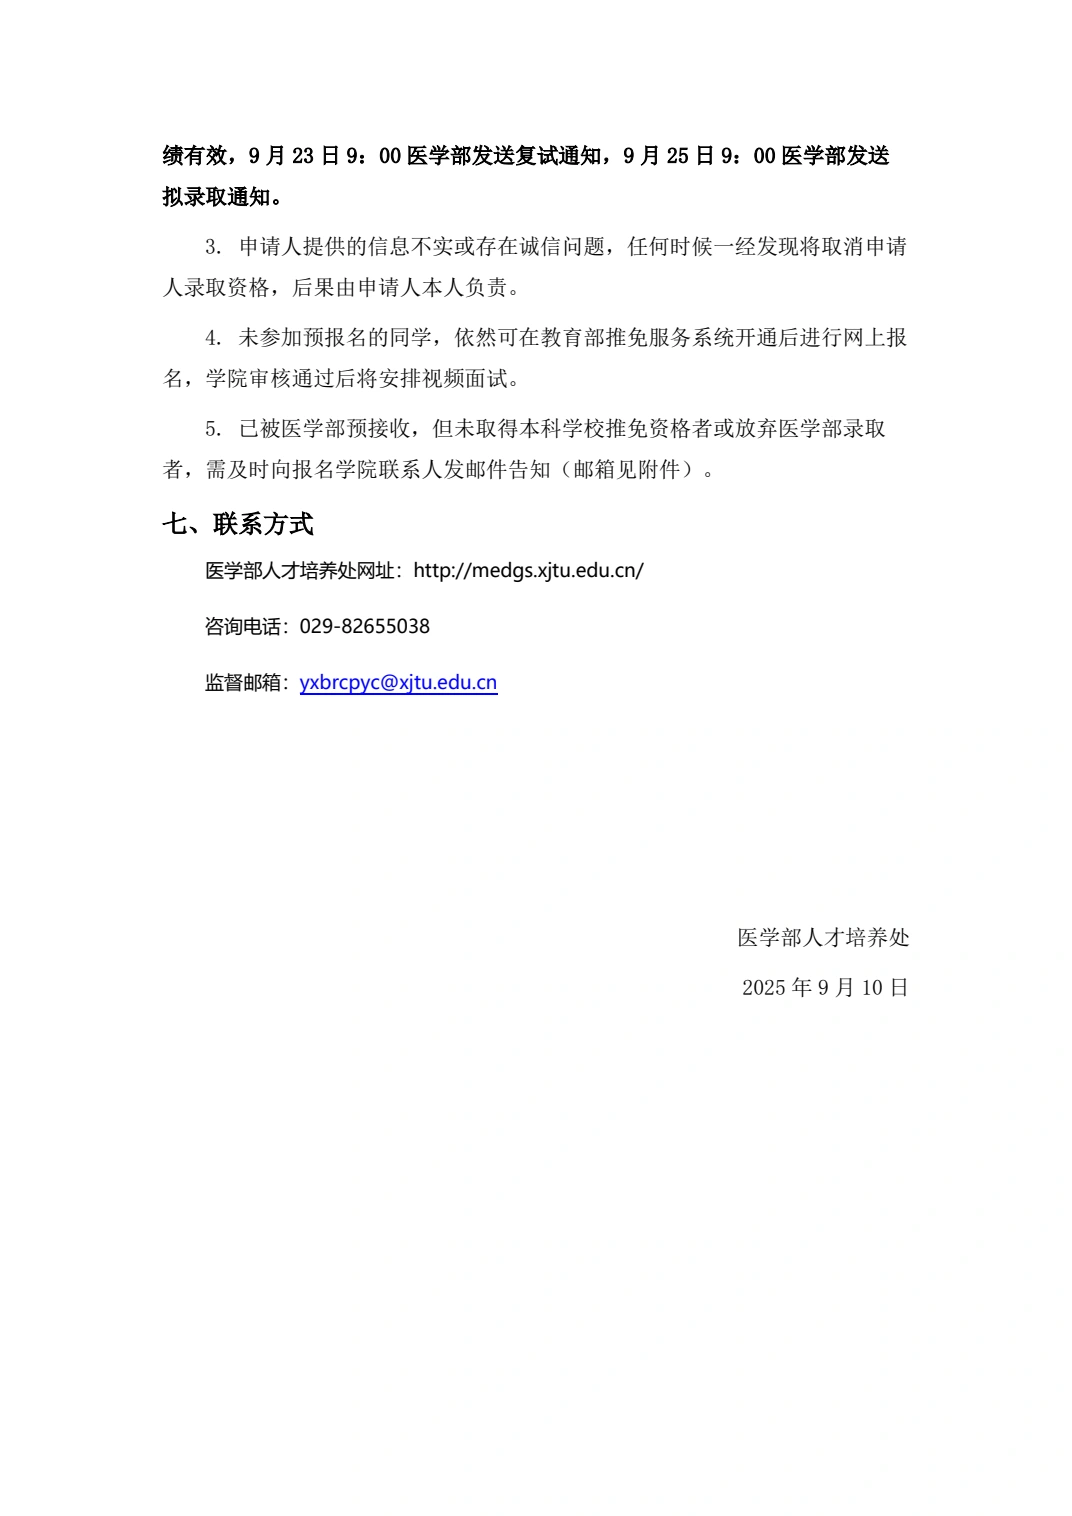 绩有效，9 月 23 日 9：00 医学部发送复试通知，9 月 25 日 9：00 医学部发送
拟录取通知。
3. 申请人提供的信息不实或存在诚信问题，任何时候一经发现将取消申请
人录取资格，后果由申请人本人负责。
4. 未参加预报名的同学，依然可在教育部推免服务系统开通后进行网上报
名，学院审核通过后将安排视频面试。
5. 已被医学部预接收，但未取得本科学校推免资格者或放弃医学部录取
者，需及时向报名学院联系人发邮件告知（邮箱见附件）。
七、联系方式
医学部人才培养处网址：http://medgs.xjtu.edu.cn/
咨询电话：029-82655038
监督邮箱：yxbrcpyc@xjtu.edu.cn
医学部人才培养处
2025 年 9 月 10 日